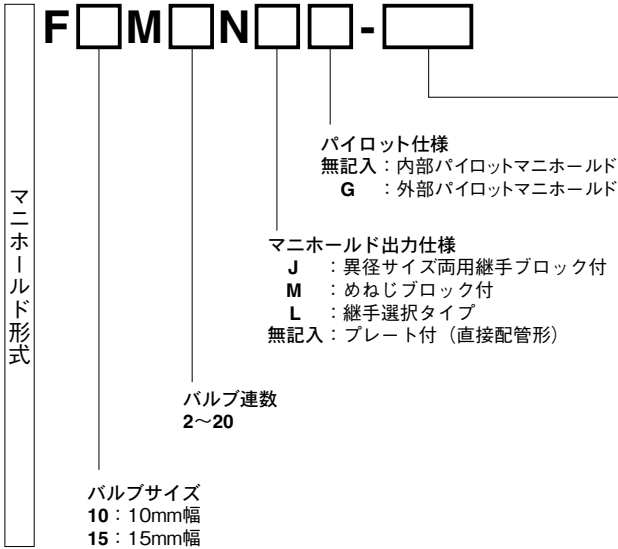 F□M□N□□-□
マニホールド形式
パイロット仕様
無記入：内部パイロットマニホールド
G ：外部パイロットマニホールド
マニホールド出力仕様
J ：異径サイズ両用継手ブロック付
M ：めねじブロック付
L ：継手選択タイプ
無記入：プレート付（直接配管形）
バルブ連数
2〜20
バルブサイズ
10：10mm幅
15：15mm幅